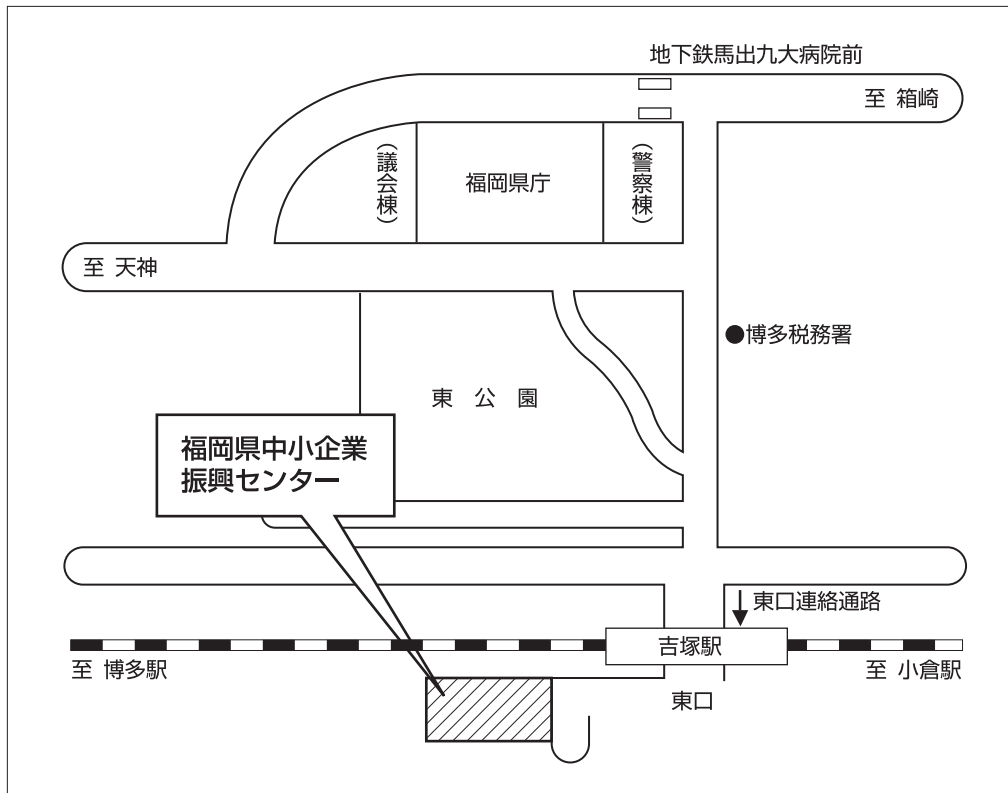 地下鉄馬出九大病院前
至 箱崎
(議会棟)
福岡県庁
(警察棟)
至 天神
博多税務署
東 公 園
福岡県中小企業
振興センター
東口連絡通路
吉塚駅
至 博多駅
至 小倉駅
東口